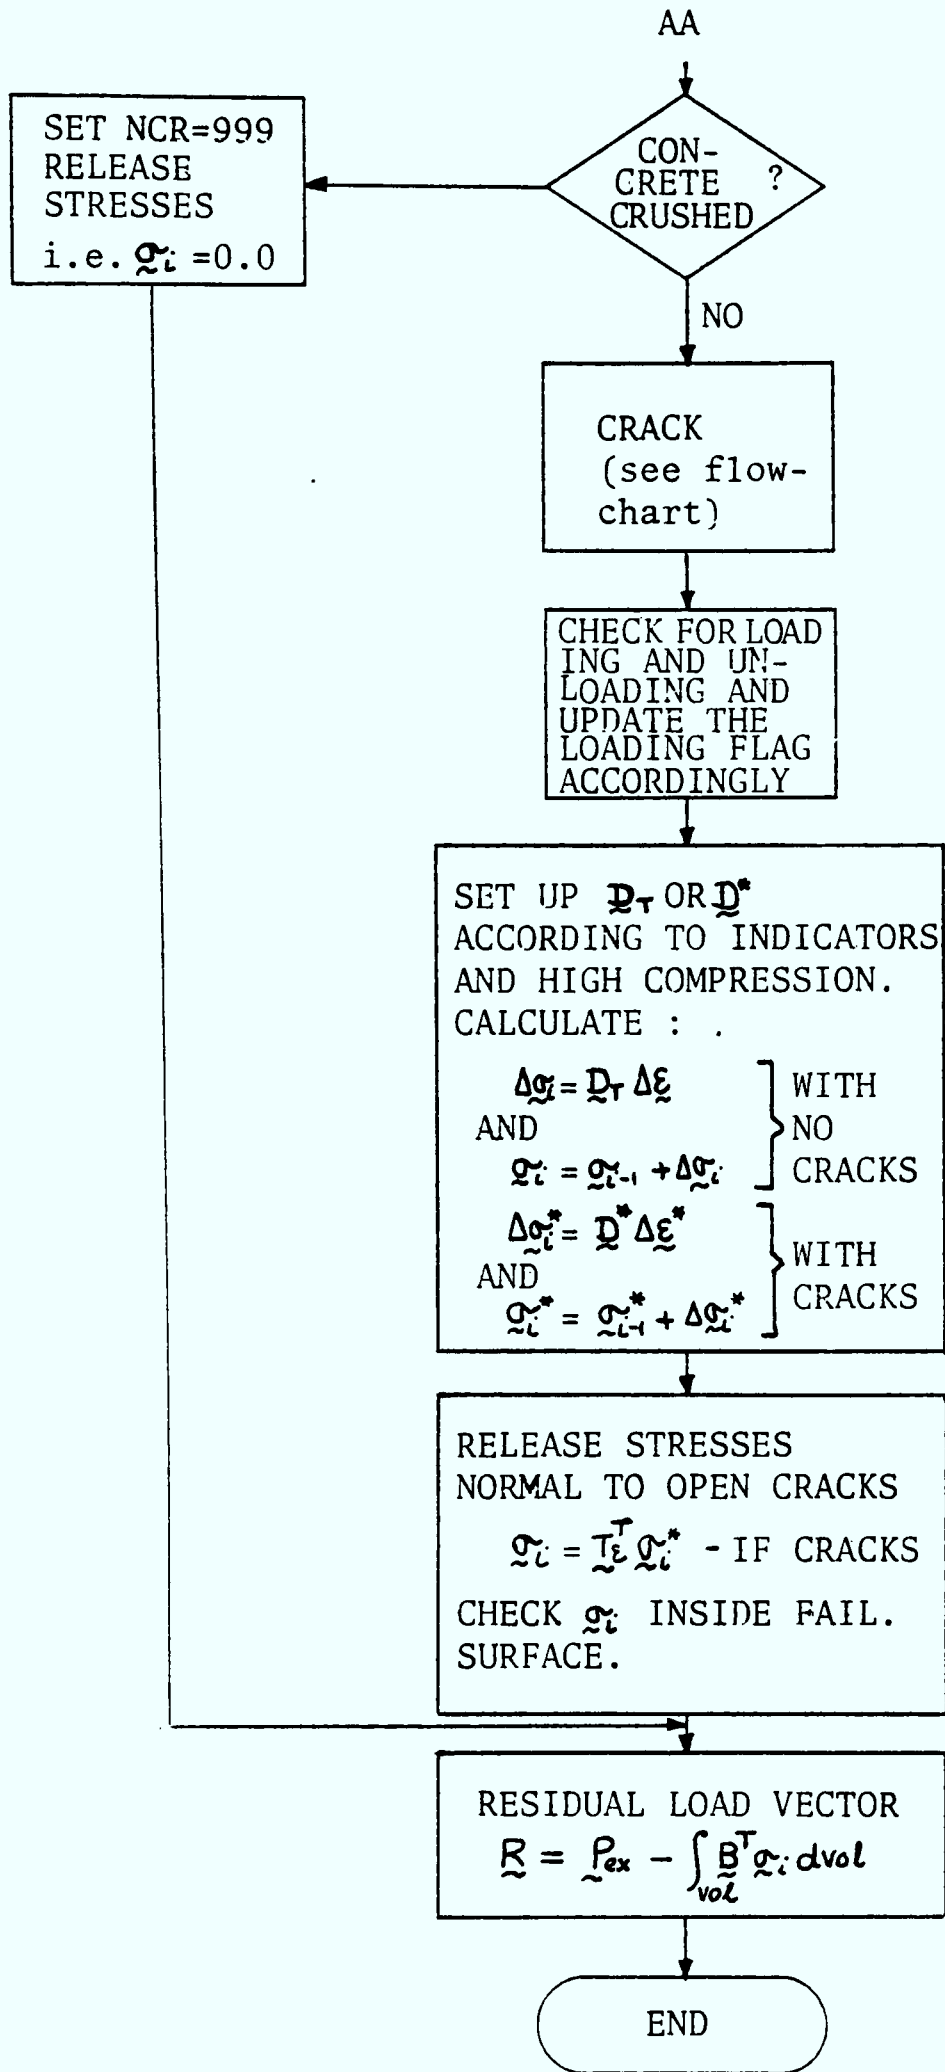 AA
CON-
CRETE ?
CRUSHED
SET NCR=999
RELEASE
STRESSES
i.e. σi =0.0
NO
CRACK
(see flow-
chart)
CHECK FOR LOAD
ING AND UN-
LOADING AND
UPDATE THE
LOADING FLAG
ACCORDINGLY
SET UP D_T OR D*
ACCORDING TO INDICATORS
AND HIGH COMPRESSION.
CALCULATE : .
Δσi = D_T Δε
AND
σi = σi-1 + Δσi
WITH
NO
CRACKS
Δσi* = D* Δε*
AND
σi* = σi-1* + Δσi*
WITH
CRACKS
RELEASE STRESSES
NORMAL TO OPEN CRACKS
σi = Tε^T σi* - IF CRACKS
CHECK σi INSIDE FAIL.
SURFACE.
RESIDUAL LOAD VECTOR
R = Pex - ∫vol B^T σi dvol
END